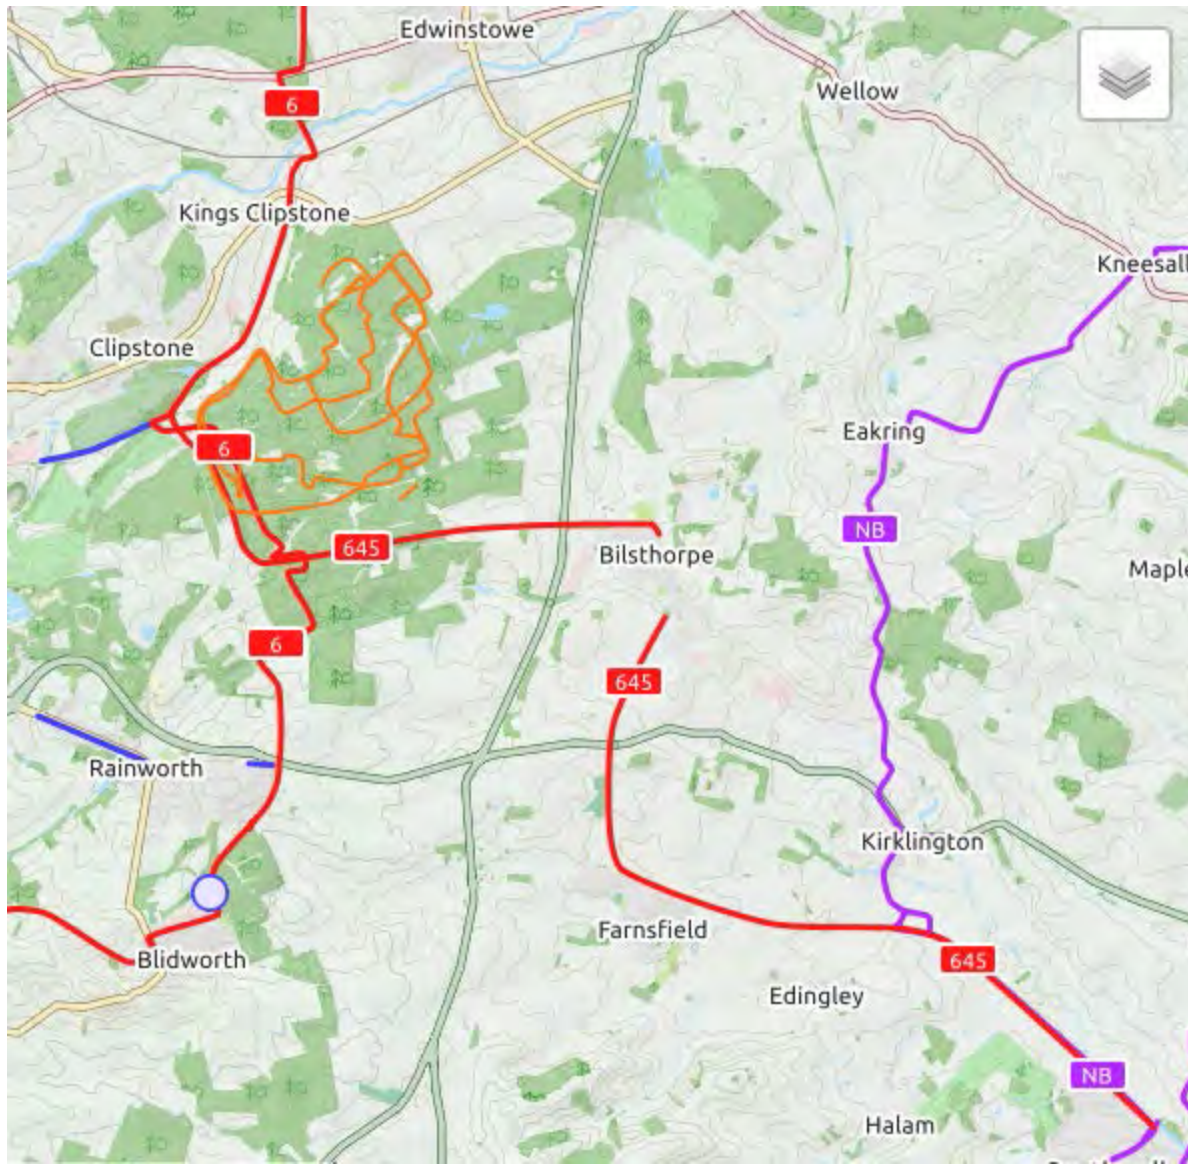 Edwinstowe
Wellow
6
Kings Clipstone
Kneesall
Clipstone
Eakring
6
NB
645
Bilsthorpe
Maple
6
645
Rainworth
Kirklington
Farnsfield
Blidworth
645
Edingley
NB
Halam